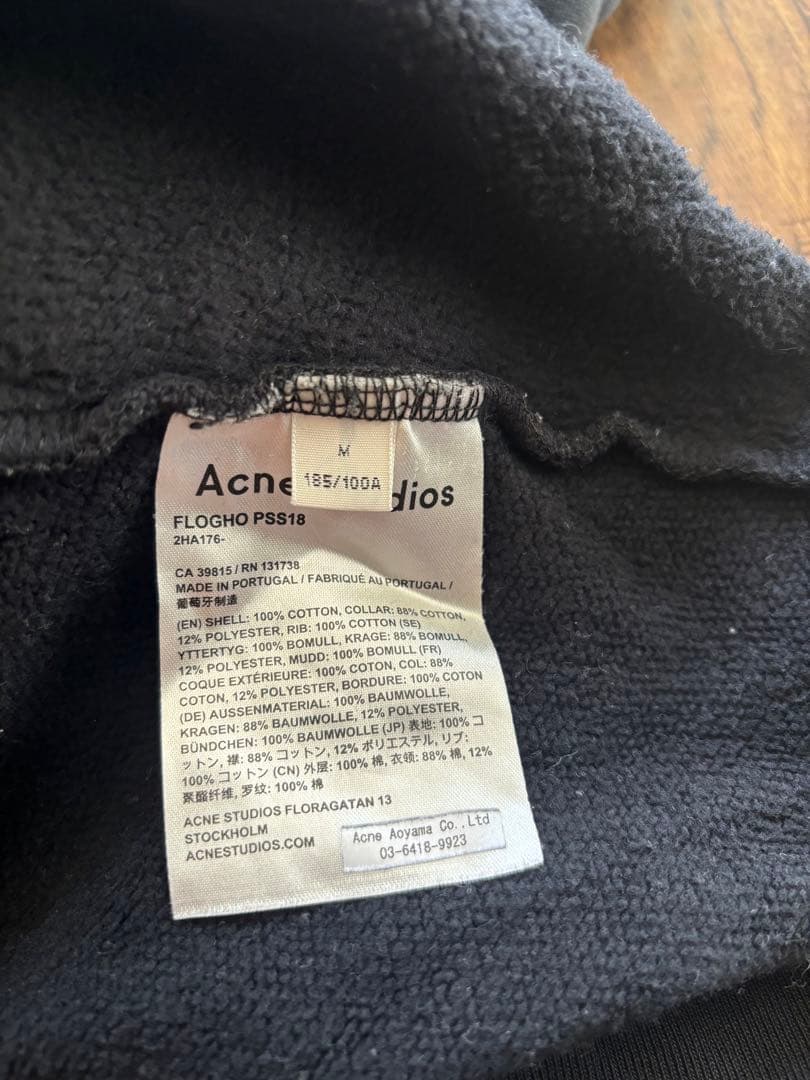 M
185/100A
Acne dios
FLOGHO PSS18
2HA176-
CA 39815 / RN 131738
MADE IN PORTUGAL / FABRIQUÉ AU PORTUGAL /
葡萄牙制造
(EN) SHELL: 100% COTTON, COLLAR: 88% COTTON,
12% POLYESTER, RIB: 100% COTTON (SE)
YTTERTYG: 100% BOMULL, KRAGE: 88% BOMULL,
12% POLYESTER, MUDD: 100% BOMULL (FR)
COQUE EXTÉRIEURE: 100% COTON, COL: 88%
COTON, 12% POLYESTER, BORDURE: 100% COTON
(DE) AUSSENMATERIAL: 100% BAUMWOLLE,
KRAGEN: 88% BAUMWOLLE, 12% POLYESTER,
BÜNDCHEN: 100% BAUMWOLLE (JP) 表地: 100% コ
ットン, 襟: 88% コットン, 12% ポリエステル, リブ:
100% コットン (CN) 外层: 100% 棉, 衣领: 88% 棉, 12%
聚酯纤维, 罗纹: 100% 棉
ACNE STUDIOS FLORAGATAN 13
STOCKHOLM
ACNESTUDIOS.COM
Acne Aoyama Co.,Ltd
03-6418-9923